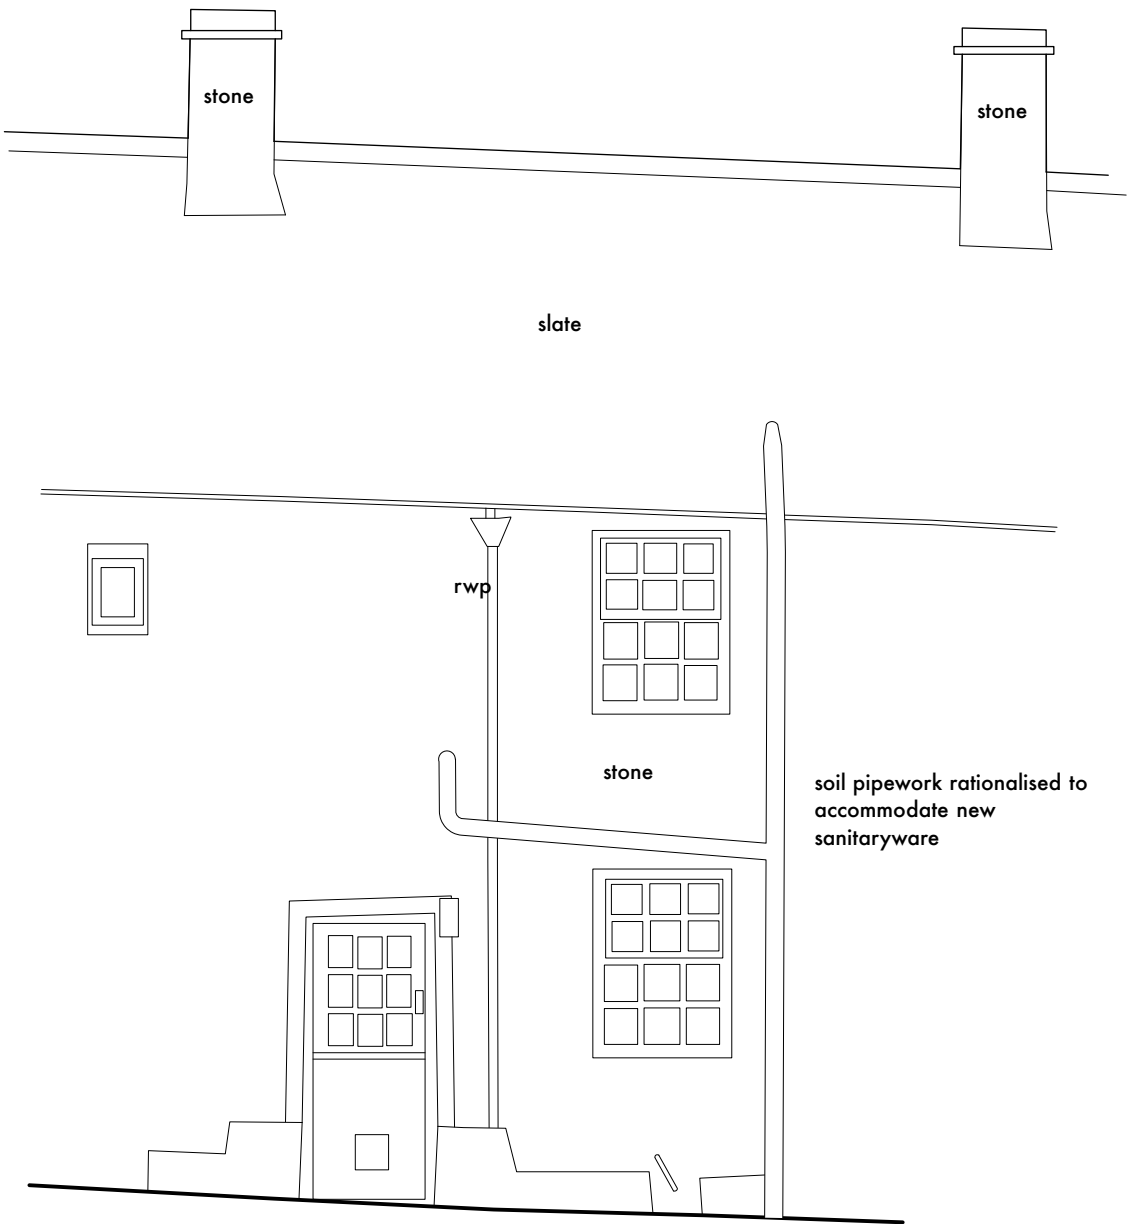 stone
stone
slate
rwp
stone
soil pipework rationalised to
accommodate new
sanitaryware